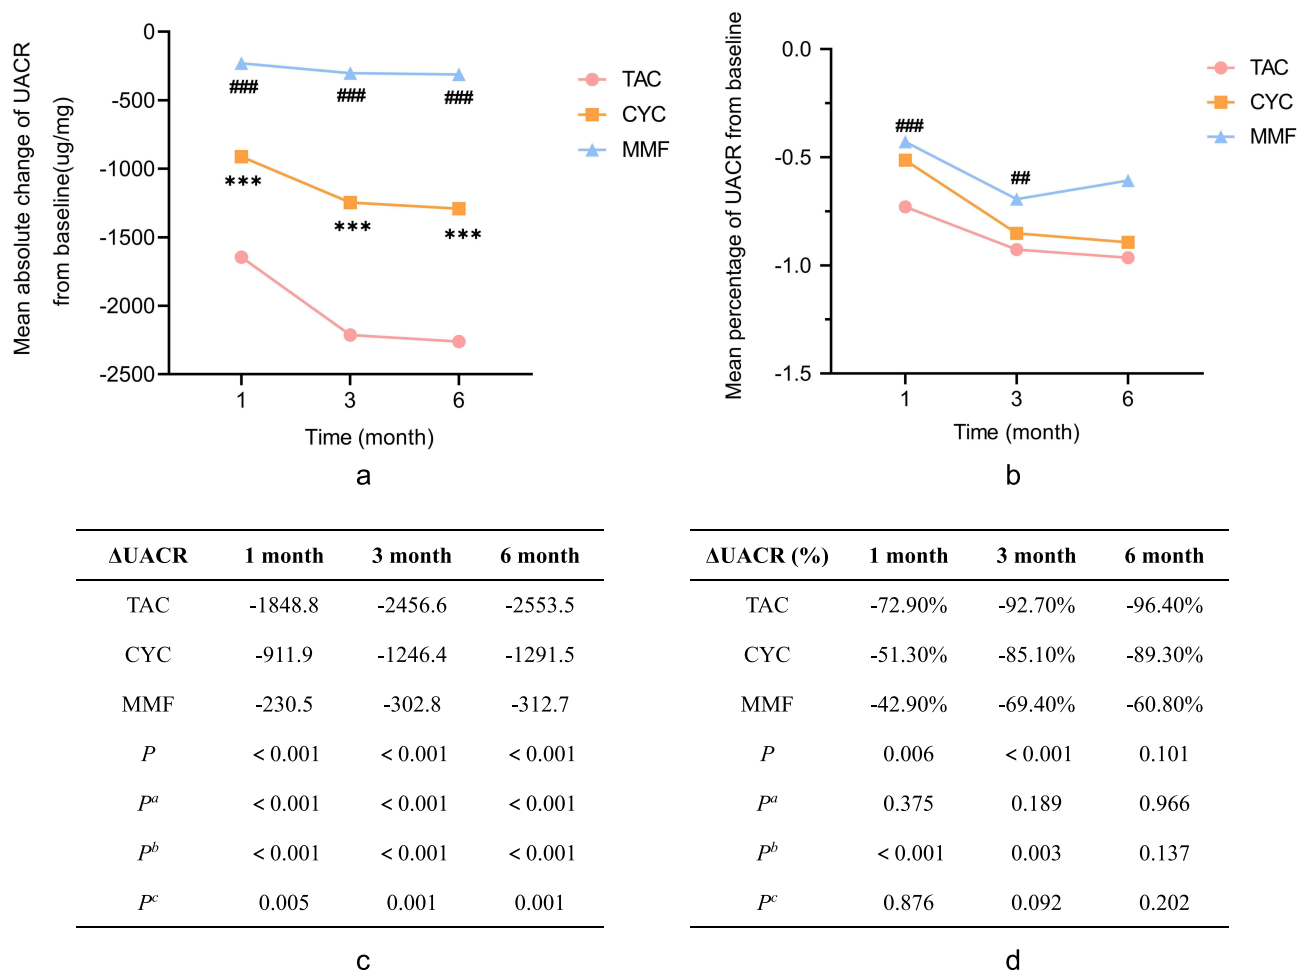 Mean absolute change of UACR
from baseline(ug/mg)
0
-500
-1000
-1500
-2000
-2500
###
###
###
***
***
***
1
3
6
Time (month)
TAC
CYC
MMF
a
Mean percentage of UACR from baseline
0.0
-0.5
-1.0
-1.5
###
##
1
3
6
Time (month)
TAC
CYC
MMF
b
ΔUACR 1 month 3 month 6 month
TAC -1848.8 -2456.6 -2553.5
CYC -911.9 -1246.4 -1291.5
MMF -230.5 -302.8 -312.7
P < 0.001 < 0.001 < 0.001
Pᵃ < 0.001 < 0.001 < 0.001
Pᵇ < 0.001 < 0.001 < 0.001
Pᶜ 0.005 0.001 0.001
c
ΔUACR (%) 1 month 3 month 6 month
TAC -72.90% -92.70% -96.40%
CYC -51.30% -85.10% -89.30%
MMF -42.90% -69.40% -60.80%
P 0.006 < 0.001 0.101
Pᵃ 0.375 0.189 0.966
Pᵇ < 0.001 0.003 0.137
Pᶜ 0.876 0.092 0.202
d